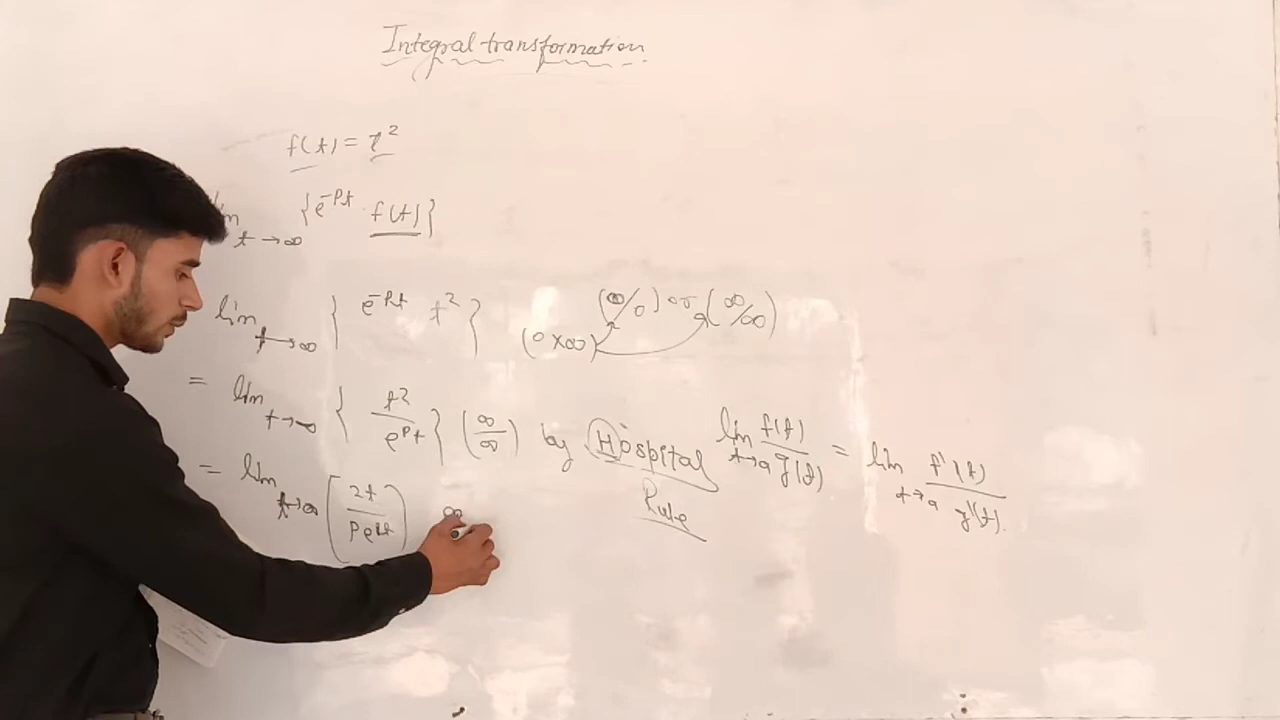 Integral transformation
f(t) = t²
lim t→∞ {e^-Pt · f(t)}
lim t→∞ { e^-Pt t² } (0×∞) (0/0) or (∞/∞)
= lim t→∞ { t² / e^Pt } (∞/∞) by Hospital Rule lim t→a f(t)/g(t) = lim t→a f'(t)/g'(t).
= lim t→∞ ( 2t / Pe^Pt ) ∞